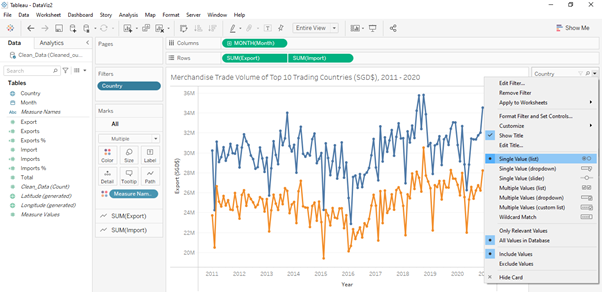 Tableau - DataViz2
File Data Worksheet Dashboard Story Analysis Map Format Server Window Help
Entire View
Show Me
Data Analytics
Clean_Data (Cleaned_ou...
Search
Tables
Country
Month
Measure Names
Export
Exports
Exports %
Import
Imports
Imports %
Total
Clean_Data (Count)
Latitude (generated)
Longitude (generated)
Measure Values
Pages
Filters
Country
Marks
All
Multiple
Color Size Label
Detail Tooltip Path
Measure Nam..
SUM(Export)
SUM(Import)
Columns MONTH(Month)
Rows SUM(Export) SUM(Import)
Merchandise Trade Volume of Top 10 Trading Countries (SGD$), 2011 - 2020
Export (SG$)
36M
34M
32M
30M
28M
26M
24M
22M
20M
2011 2012 2013 2014 2015 2016 2017 2018 2019 2020
Year
Country
Edit Filter...
Remove Filter
Apply to Worksheets
Format Filter and Set Controls...
Customize
Show Title
Edit Title...
Single Value (list)
Single Value (dropdown)
Single Value (slider)
Multiple Values (list)
Multiple Values (dropdown)
Multiple Values (custom list)
Wildcard Match
Only Relevant Values
All Values in Database
Include Values
Exclude Values
Hide Card